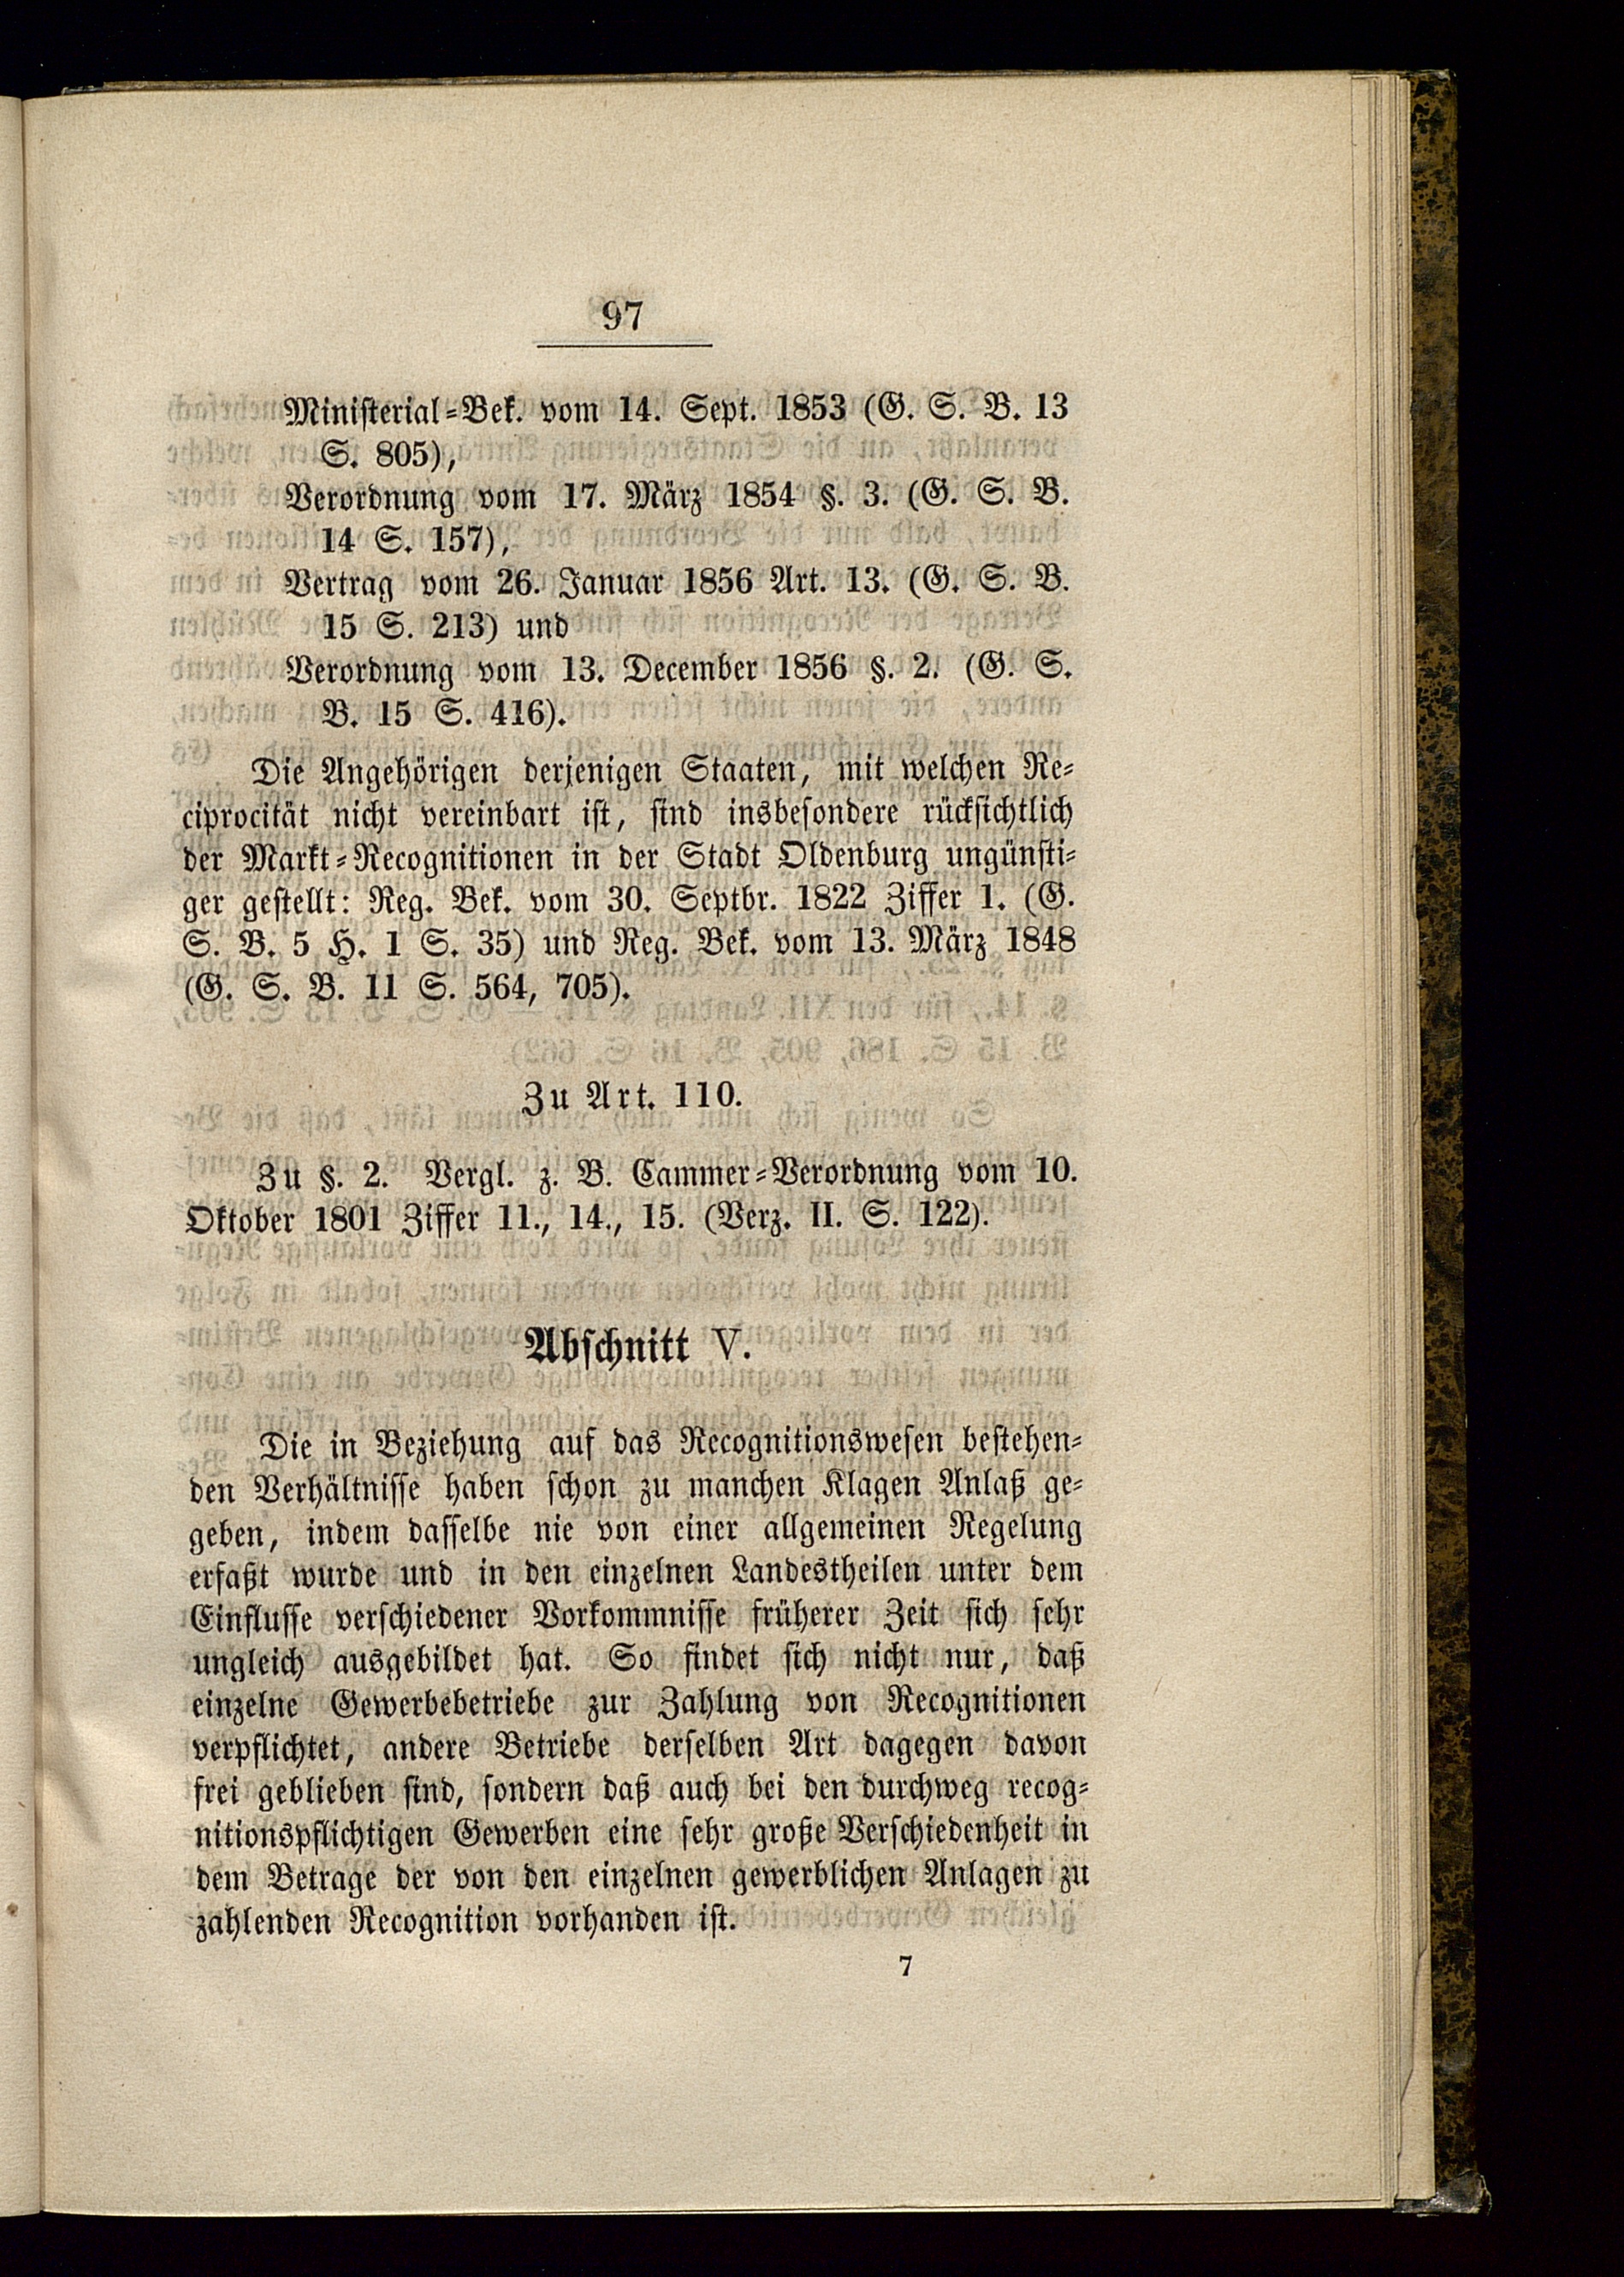 97
Ministerial-Bek. vom 14. Sept. 1853 (G. S. B. 13
S. 805),
Verordnung vom 17. März 1854 §. 3. (G. S. B.
14 S. 157),
Vertrag vom 26. Januar 1856 Art. 13. (G. S. B.
15 S. 213) und
Verordnung vom 13. December 1856 §. 2. (G. S.
B. 15 S. 416).
Die Angehörigen derjenigen Staaten, mit welchen Re-
ciprocität nicht vereinbart ist, sind insbesondere rücksichtlich
der Markt-Recognitionen in der Stadt Oldenburg ungünsti-
ger gestellt: Reg. Bek. vom 30. Septbr. 1822 Ziffer 1. (G.
S. B. 5 H. 1 S. 35) und Reg. Bek. vom 13. März 1848
(G. S. B. 11 S. 564, 705).
Zu Art. 110.
Zu §. 2. Vergl. z. B. Cammer-Verordnung vom 10.
Oktober 1801 Ziffer 11., 14., 15. (Verz. II. S. 122).
Abschnitt V.
Die in Beziehung auf das Recognitionswesen bestehen-
den Verhältnisse haben schon zu manchen Klagen Anlaß ge-
geben, indem dasselbe nie von einer allgemeinen Regelung
erfaßt wurde und in den einzelnen Landestheilen unter dem
Einflusse verschiedener Vorkommnisse früherer Zeit sich sehr
ungleich ausgebildet hat. So findet sich nicht nur, daß
einzelne Gewerbebetriebe zur Zahlung von Recognitionen
verpflichtet, andere Betriebe derselben Art dagegen davon
frei geblieben sind, sondern daß auch bei den durchweg recog-
nitionspflichtigen Gewerben eine sehr große Verschiedenheit in
dem Betrage der von den einzelnen gewerblichen Anlagen zu
zahlenden Recognition vorhanden ist.
7